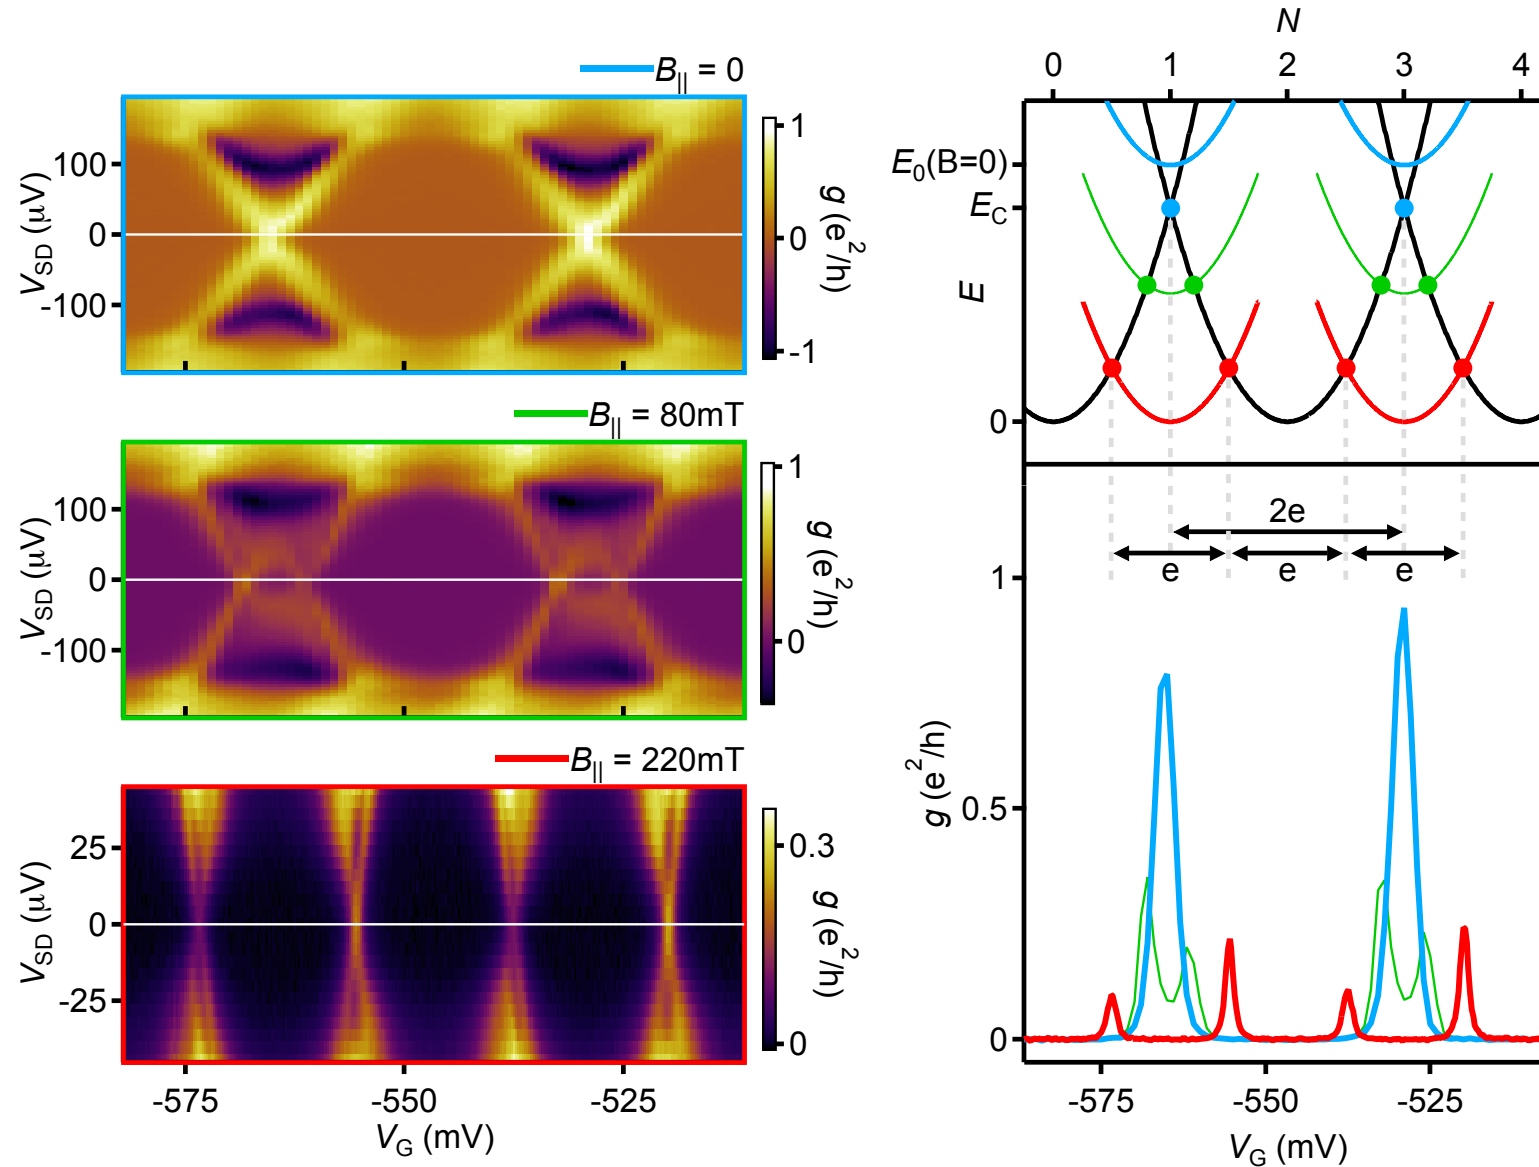 B|| = 0
100
0
-100
VSD (µV)
1
0
-1
g (e²/h)
B|| = 80mT
100
0
-100
VSD (µV)
1
0
g (e²/h)
B|| = 220mT
25
0
-25
VSD (µV)
0.3
0
g (e²/h)
-575 -550 -525
VG (mV)
N
0 1 2 3 4
E0(B=0)
EC
E
0
2e
e e e
1
0.5
0
g (e²/h)
-575 -550 -525
VG (mV)